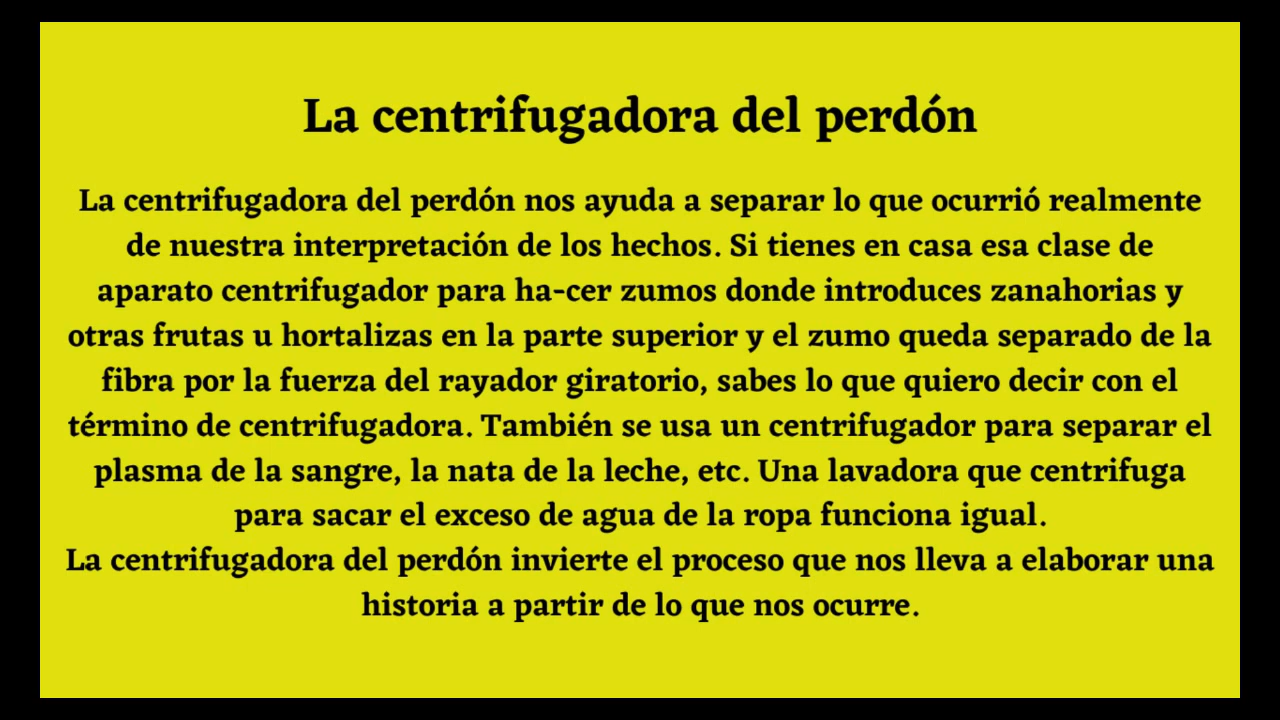 La centrifugadora del perdón
La centrifugadora del perdón nos ayuda a separar lo que ocurrió realmente
de nuestra interpretación de los hechos. Si tienes en casa esa clase de
aparato centrifugador para ha-cer zumos donde introduces zanahorias y
otras frutas u hortalizas en la parte superior y el zumo queda separado de la
fibra por la fuerza del rayador giratorio, sabes lo que quiero decir con el
término de centrifugadora. También se usa un centrifugador para separar el
plasma de la sangre, la nata de la leche, etc. Una lavadora que centrifuga
para sacar el exceso de agua de la ropa funciona igual.
La centrifugadora del perdón invierte el proceso que nos lleva a elaborar una
historia a partir de lo que nos ocurre.